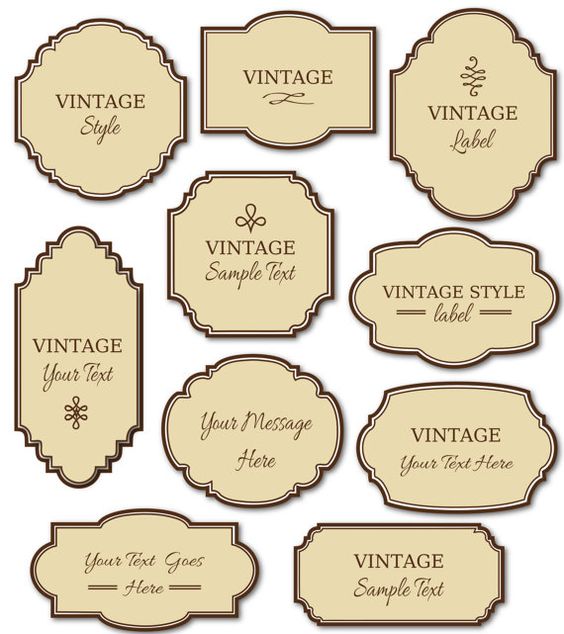 VINTAGE
Style
VINTAGE
VINTAGE
Label
VINTAGE
Sample Text
VINTAGE STYLE
label
VINTAGE
Your Text
Your Message
Here
VINTAGE
Your Text Here
Your Text Goes
Here
VINTAGE
Sample Text